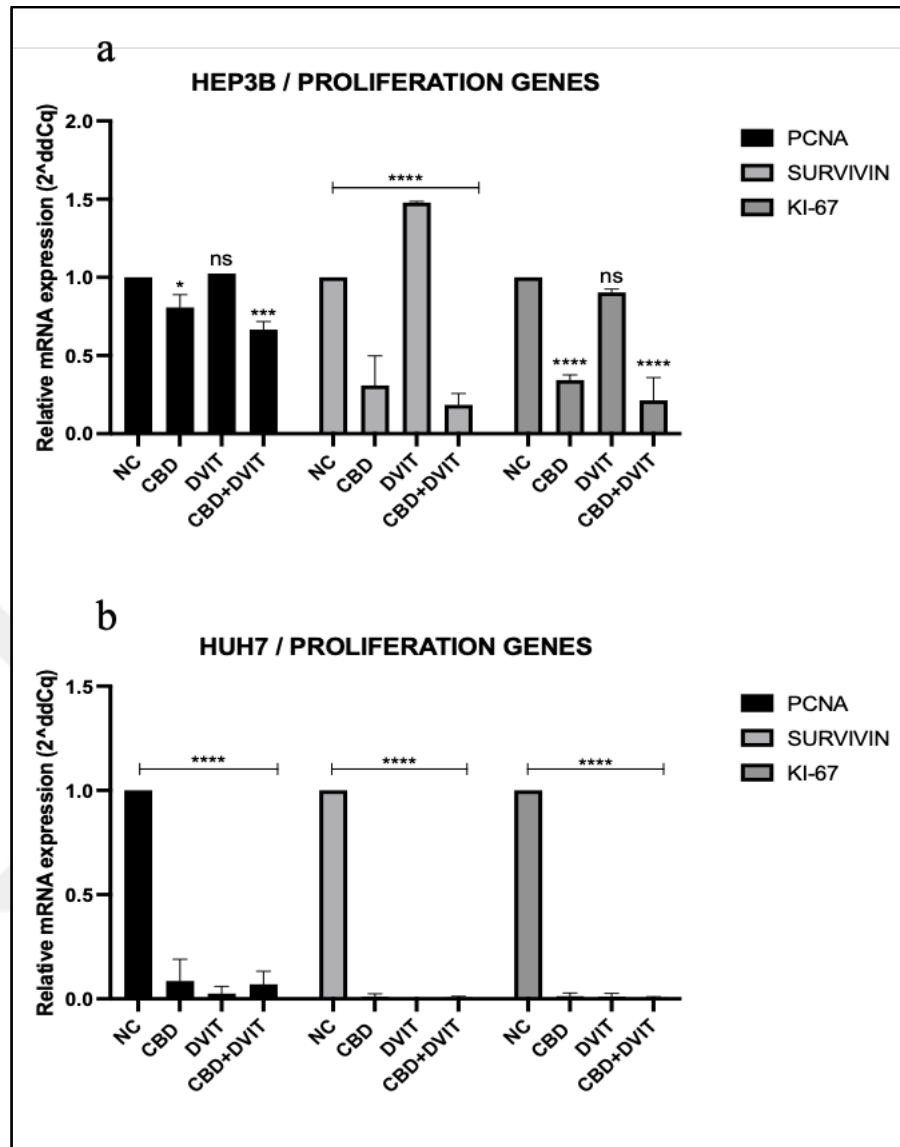 a
HEP3B / PROLIFERATION GENES
Relative mRNA expression (2^ddCq)
2.0
1.5
1.0
0.5
0.0
*
ns
***
****
****
ns
****
NC
CBD
DVIT
CBD+DVIT
NC
CBD
DVIT
CBD+DVIT
NC
CBD
DVIT
CBD+DVIT
PCNA
SURVIVIN
KI-67
b
HUH7 / PROLIFERATION GENES
Relative mRNA expression (2^ddCq)
1.5
1.0
0.5
0.0
****
****
****
NC
CBD
DVIT
CBD+DVIT
NC
CBD
DVIT
CBD+DVIT
NC
CBD
DVIT
CBD+DVIT
PCNA
SURVIVIN
KI-67